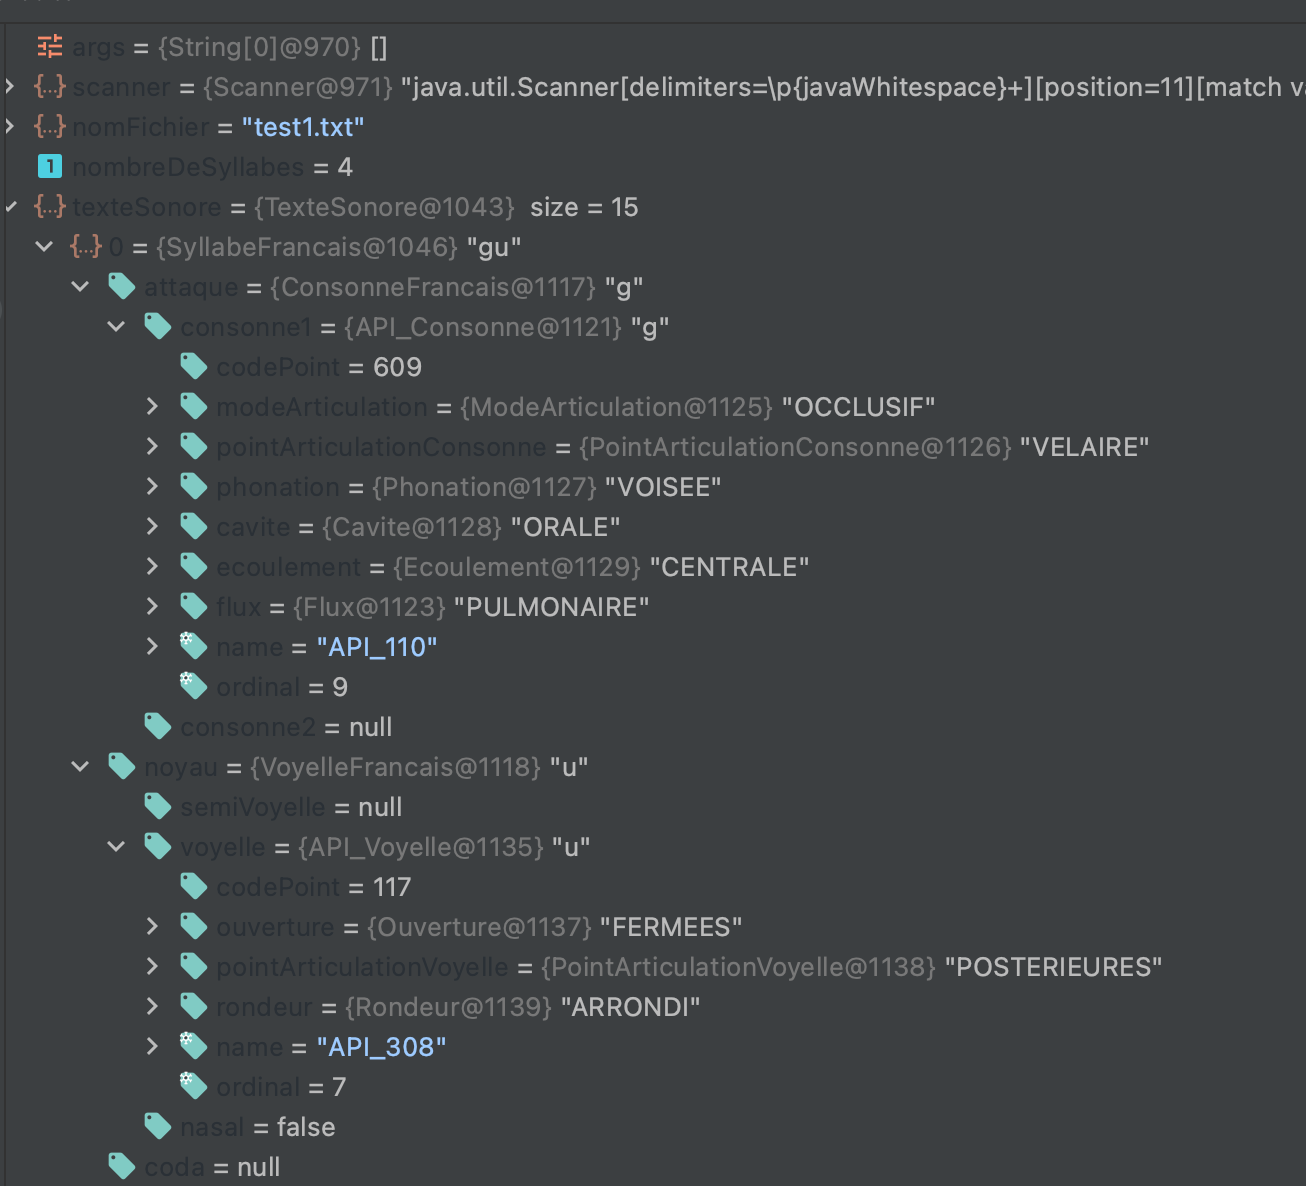 args = {String[0]@970} []
{...} scanner = {Scanner@971} "java.util.Scanner[delimiters=\p{javaWhitespace}+][position=11][match va
{...} nomFichier = "test1.txt"
1 nombreDeSyllabes = 4
{...} texteSonore = {TexteSonore@1043} size = 15
{...} 0 = {SyllabeFrancais@1046} "gu"
attaque = {ConsonneFrancais@1117} "g"
consonne1 = {API_Consonne@1121} "g"
codePoint = 609
modeArticulation = {ModeArticulation@1125} "OCCLUSIF"
pointArticulationConsonne = {PointArticulationConsonne@1126} "VELAIRE"
phonation = {Phonation@1127} "VOISEE"
cavite = {Cavite@1128} "ORALE"
ecoulement = {Ecoulement@1129} "CENTRALE"
flux = {Flux@1123} "PULMONAIRE"
name = "API_110"
ordinal = 9
consonne2 = null
noyau = {VoyelleFrancais@1118} "u"
semiVoyelle = null
voyelle = {API_Voyelle@1135} "u"
codePoint = 117
ouverture = {Ouverture@1137} "FERMEES"
pointArticulationVoyelle = {PointArticulationVoyelle@1138} "POSTERIEURES"
rondeur = {Rondeur@1139} "ARRONDI"
name = "API_308"
ordinal = 7
nasal = false
coda = null